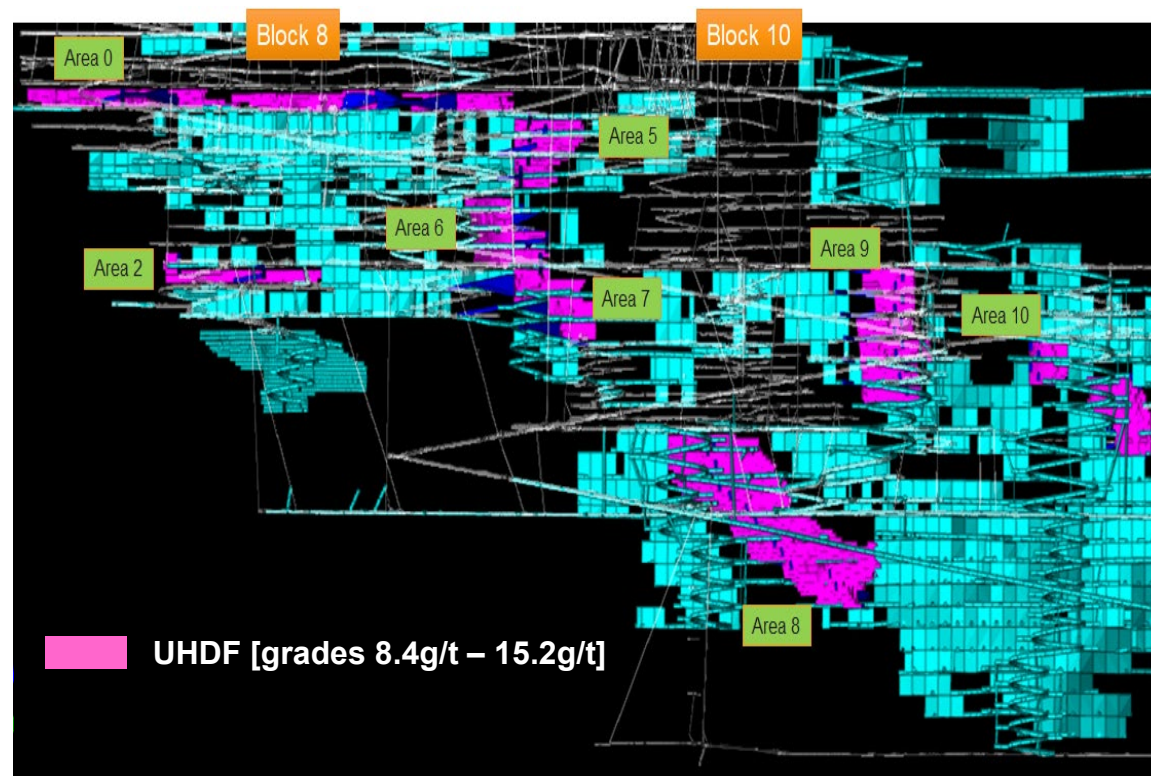 Block 8
Block 10
Area 0
Area 5
Area 6
Area 9
Area 2
Area 7
Area 10
Area 8
UHDF [grades 8.4g/t – 15.2g/t]